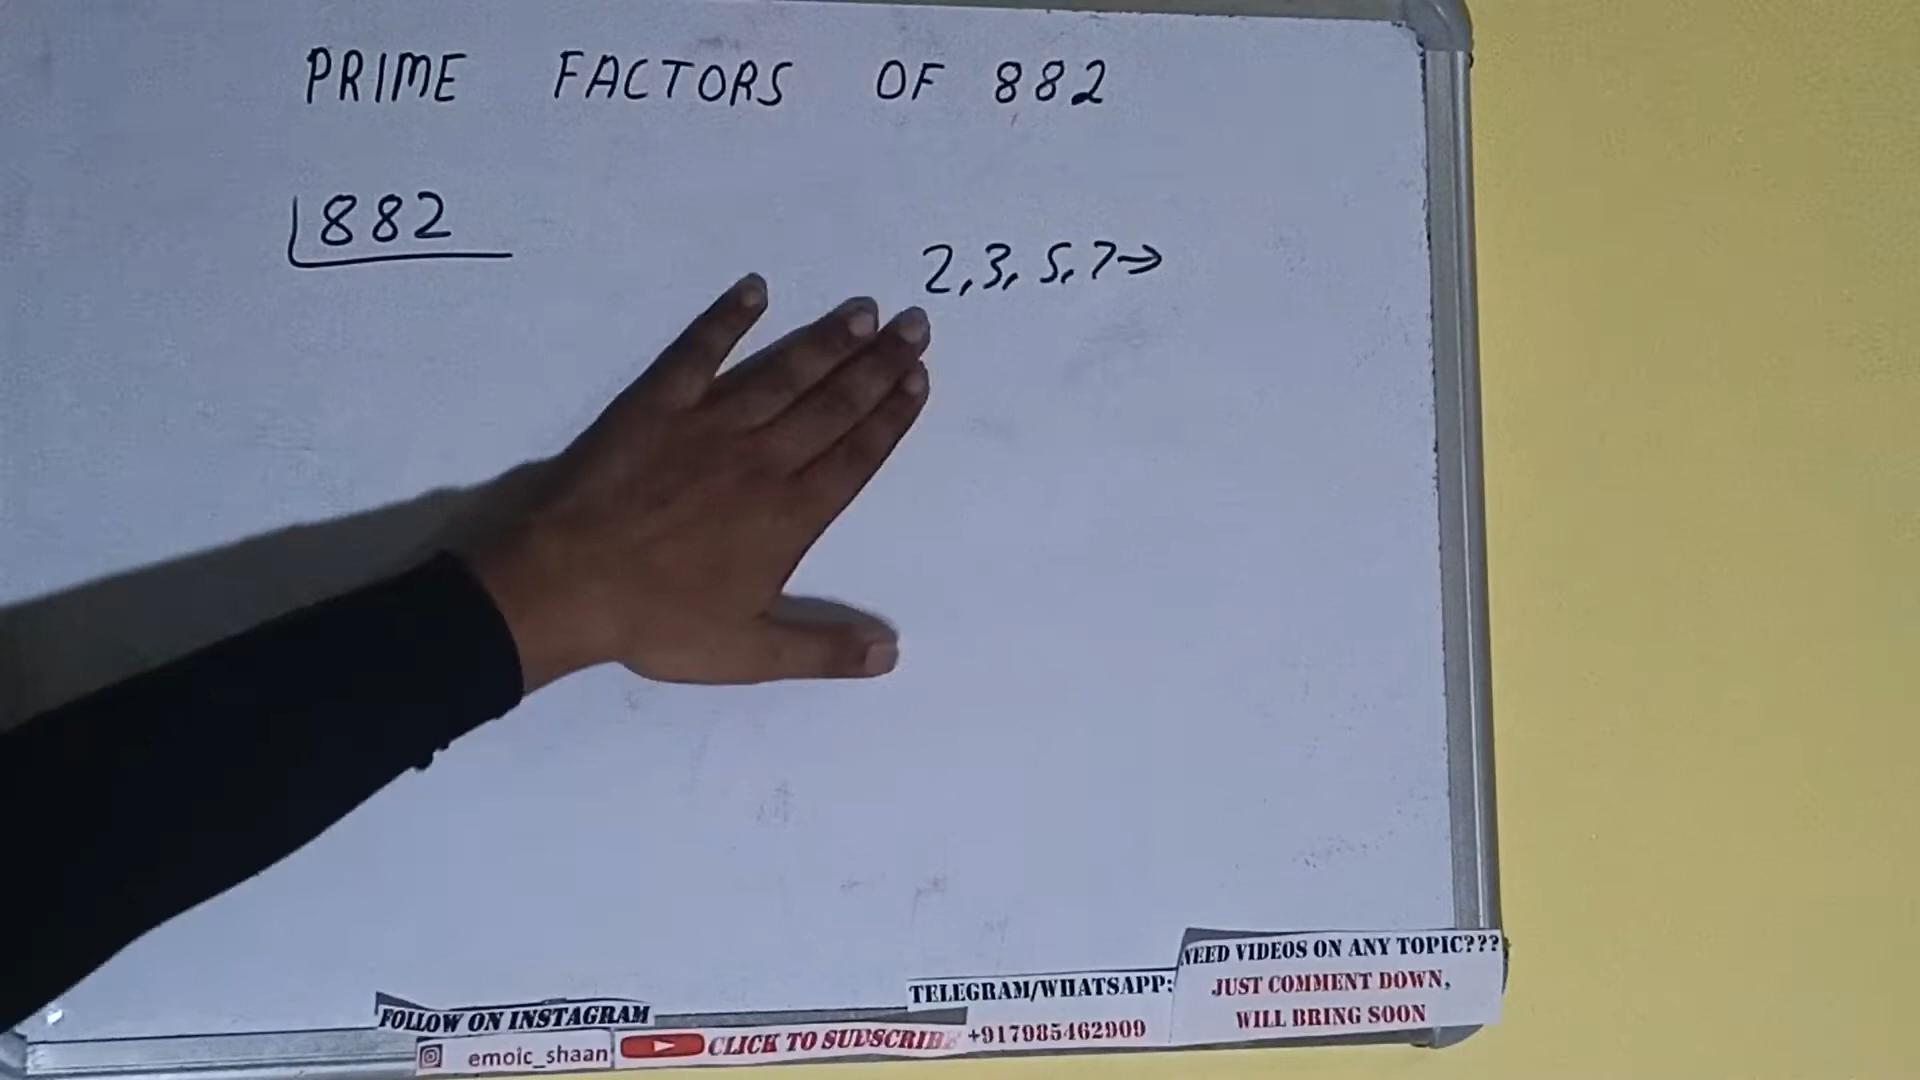 PRIME FACTORS OF 882
882
2,3,5,7→
NEED VIDEOS ON ANY TOPIC???
JUST COMMENT DOWN,
WILL BRING SOON
TELEGRAM/WHATSAPP:
+917985462909
FOLLOW ON INSTAGRAM
emoic_shaan
CLICK TO SUBSCRIBE